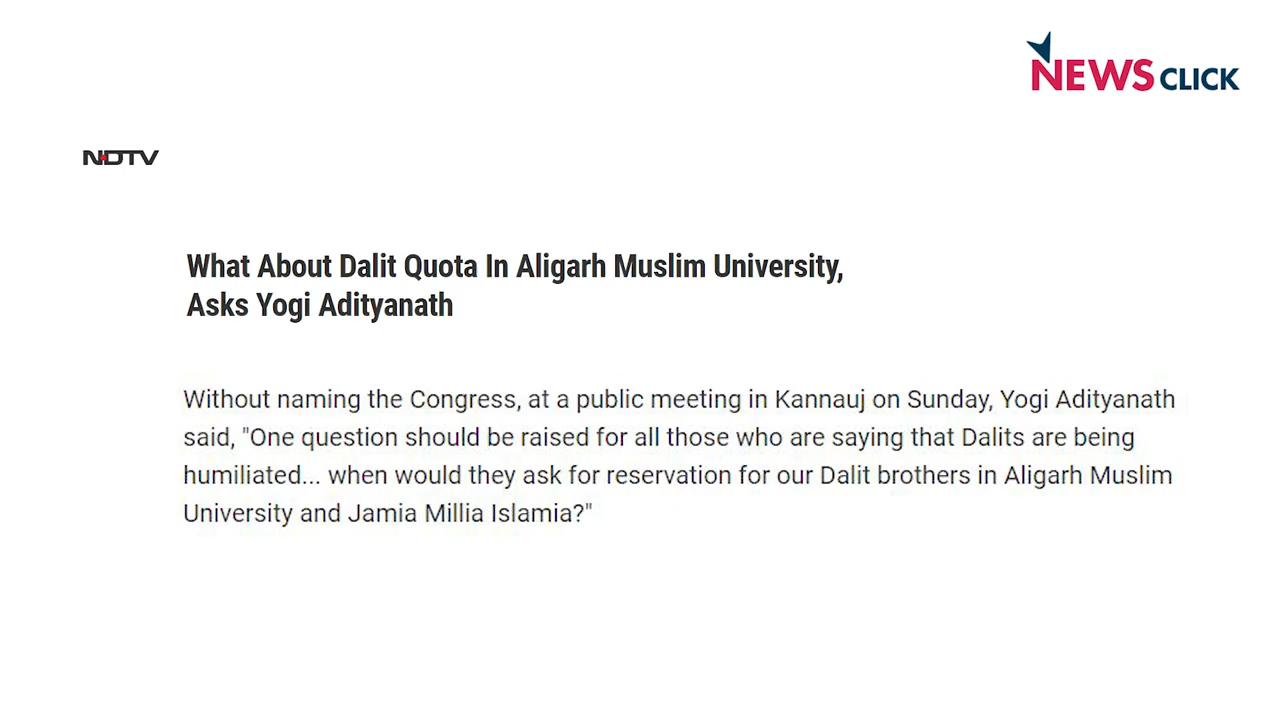 NEWS CLICK
NDTV
What About Dalit Quota In Aligarh Muslim University,
Asks Yogi Adityanath
Without naming the Congress, at a public meeting in Kannauj on Sunday, Yogi Adityanath
said, "One question should be raised for all those who are saying that Dalits are being
humiliated... when would they ask for reservation for our Dalit brothers in Aligarh Muslim
University and Jamia Millia Islamia?"